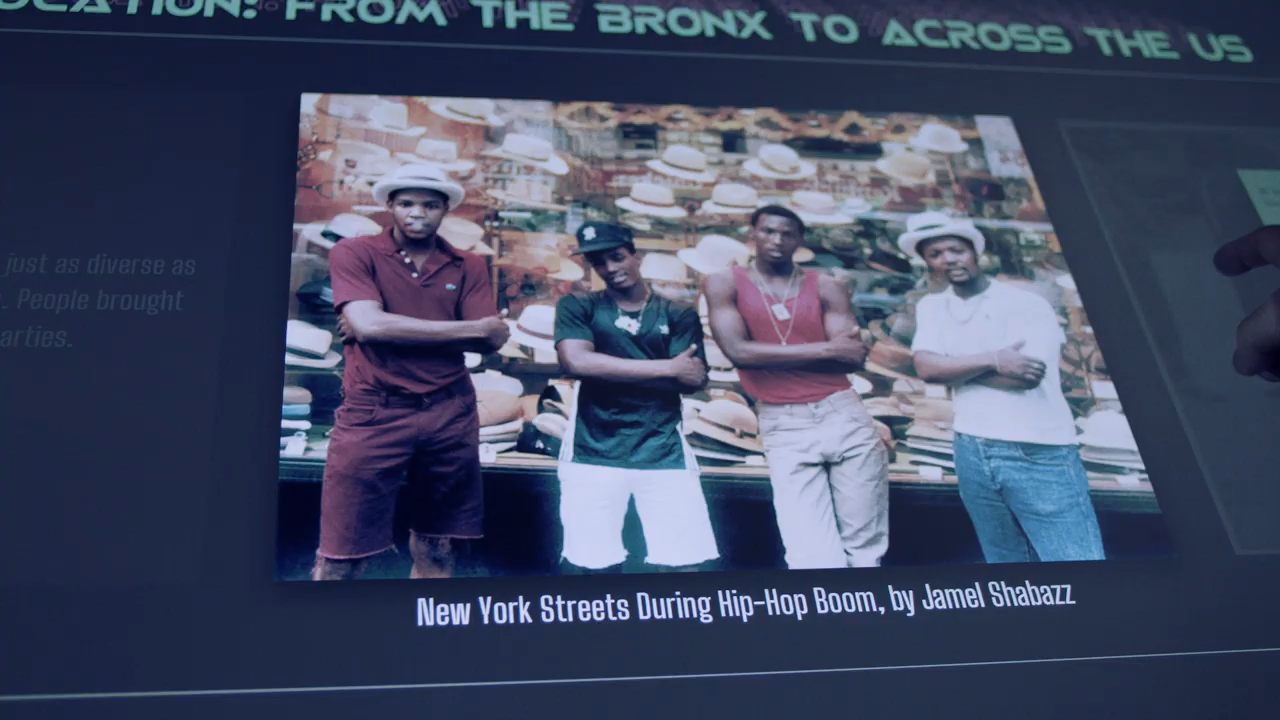 OCATION: FROM THE BRONX TO ACROSS THE US
just as diverse as
. People brought
arties.
New York Streets During Hip-Hop Boom, by Jamel Shabazz